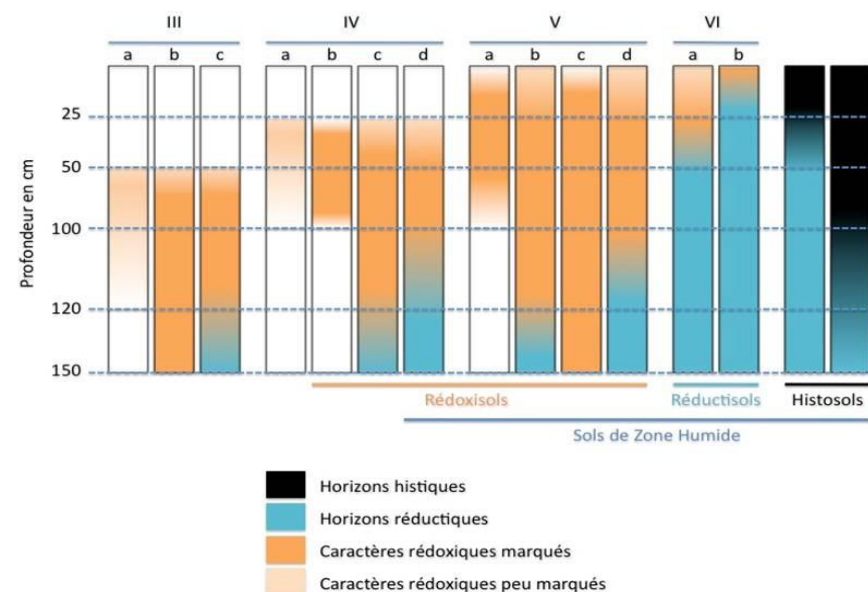 III IV V VI
a b c a b c d a b c d a b
Profondeur en cm
25
50
100
120
150
Rédoxisols Réductisols Histosols
Sols de Zone Humide
Horizons histiques
Horizons réductiques
Caractères rédoxiques marqués
Caractères rédoxiques peu marqués